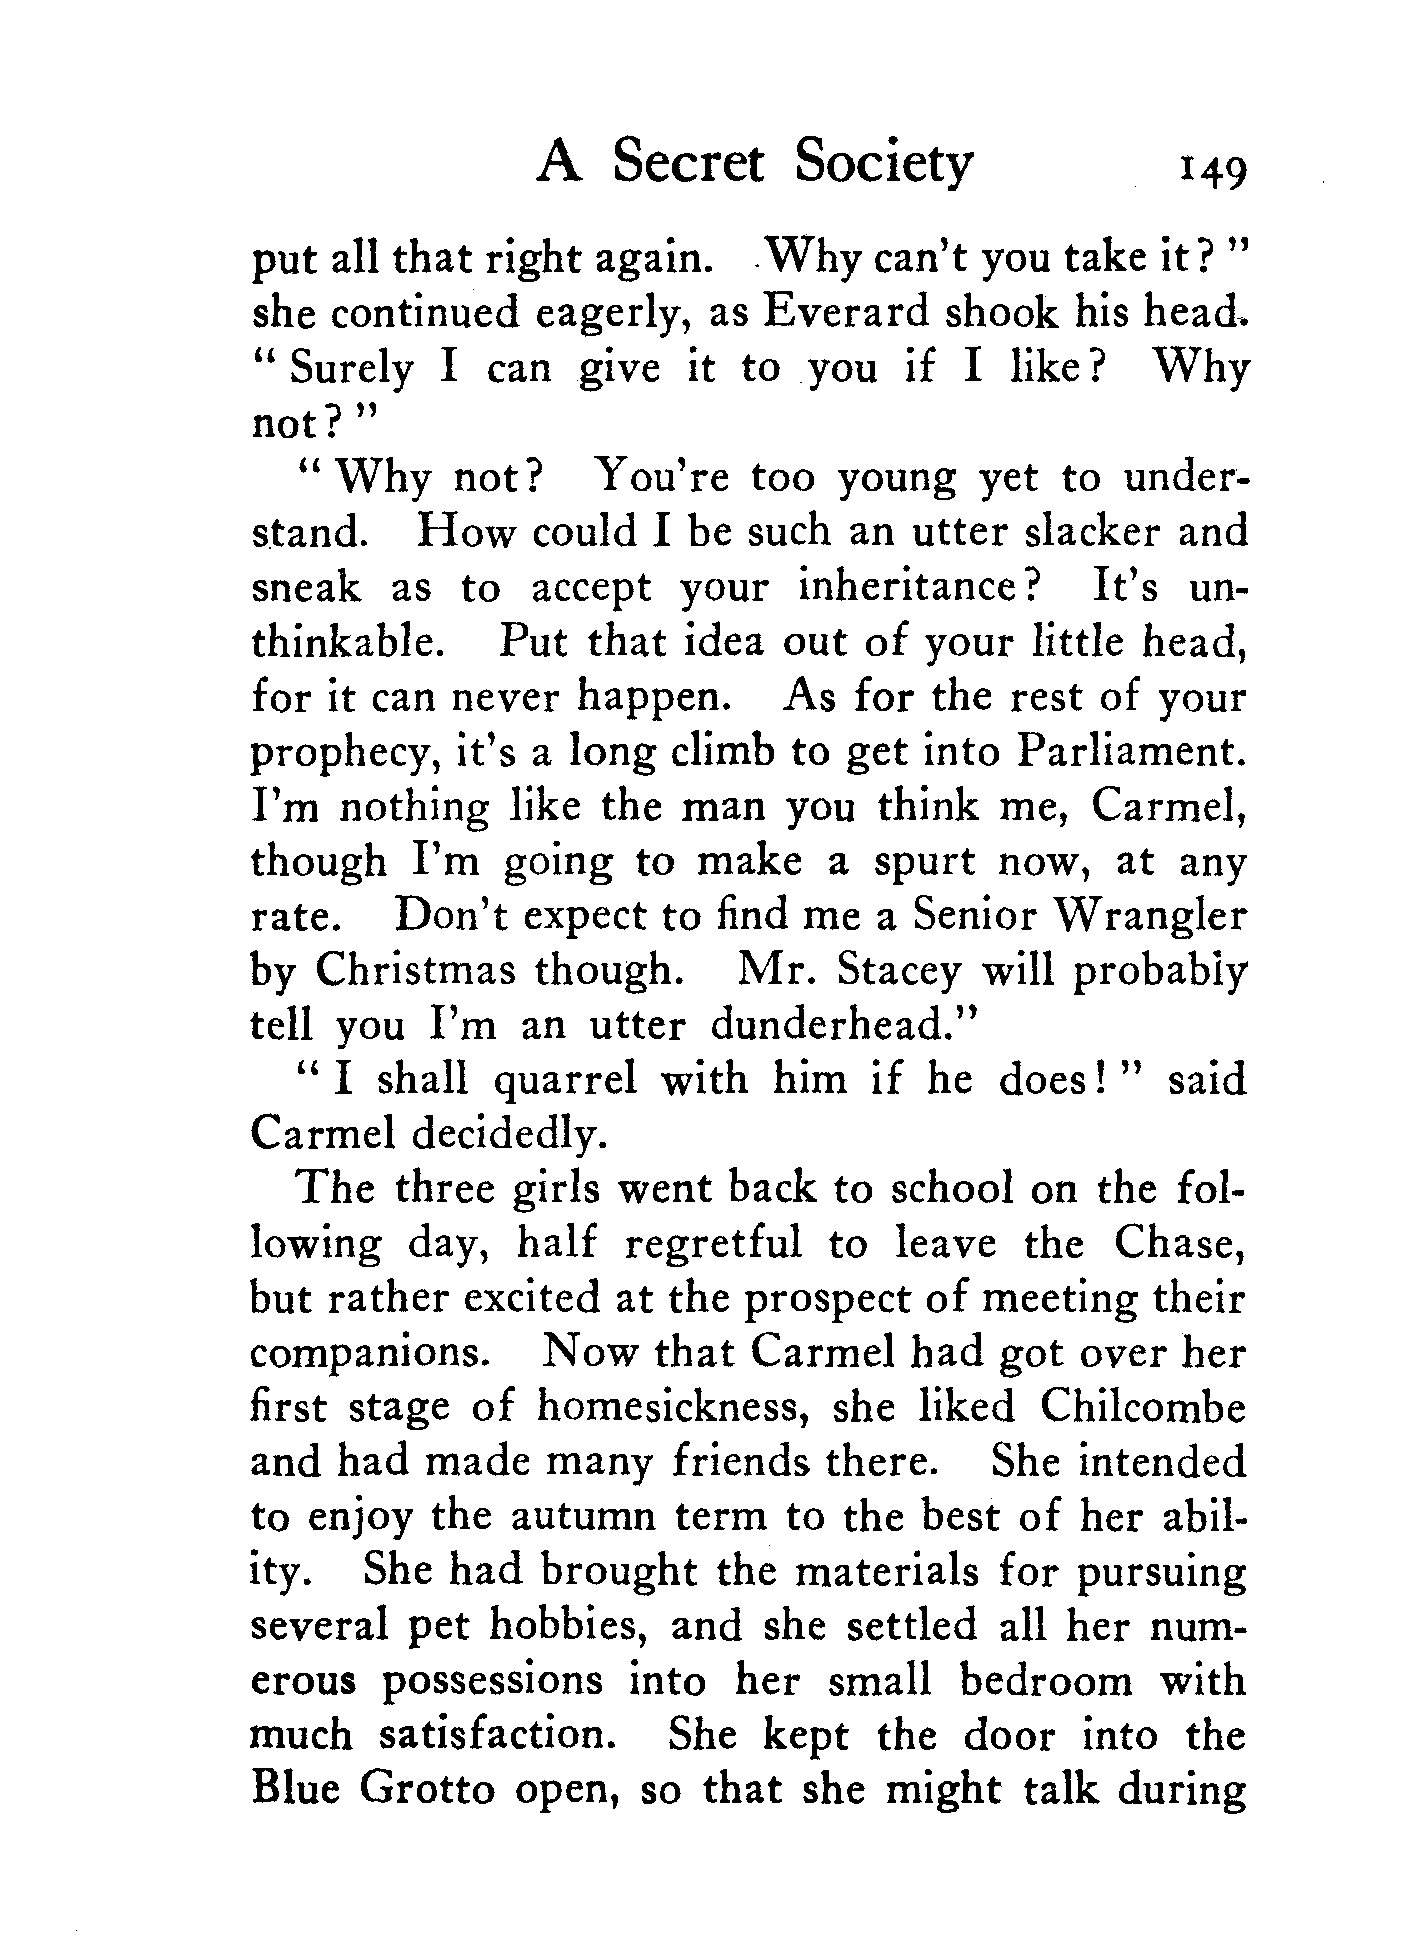 A Secret Society 149
put all that right again. Why can't you take it?"
she continued eagerly, as Everard shook his head.
"Surely I can give it to you if I like? Why
not?"
"Why not? You're too young yet to under-
stand. How could I be such an utter slacker and
sneak as to accept your inheritance? It's un-
thinkable. Put that idea out of your little head,
for it can never happen. As for the rest of your
prophecy, it's a long climb to get into Parliament.
I'm nothing like the man you think me, Carmel,
though I'm going to make a spurt now, at any
rate. Don't expect to find me a Senior Wrangler
by Christmas though. Mr. Stacey will probably
tell you I'm an utter dunderhead."
"I shall quarrel with him if he does!" said
Carmel decidedly.
The three girls went back to school on the fol-
lowing day, half regretful to leave the Chase,
but rather excited at the prospect of meeting their
companions. Now that Carmel had got over her
first stage of homesickness, she liked Chilcombe
and had made many friends there. She intended
to enjoy the autumn term to the best of her abil-
ity. She had brought the materials for pursuing
several pet hobbies, and she settled all her num-
erous possessions into her small bedroom with
much satisfaction. She kept the door into the
Blue Grotto open, so that she might talk during